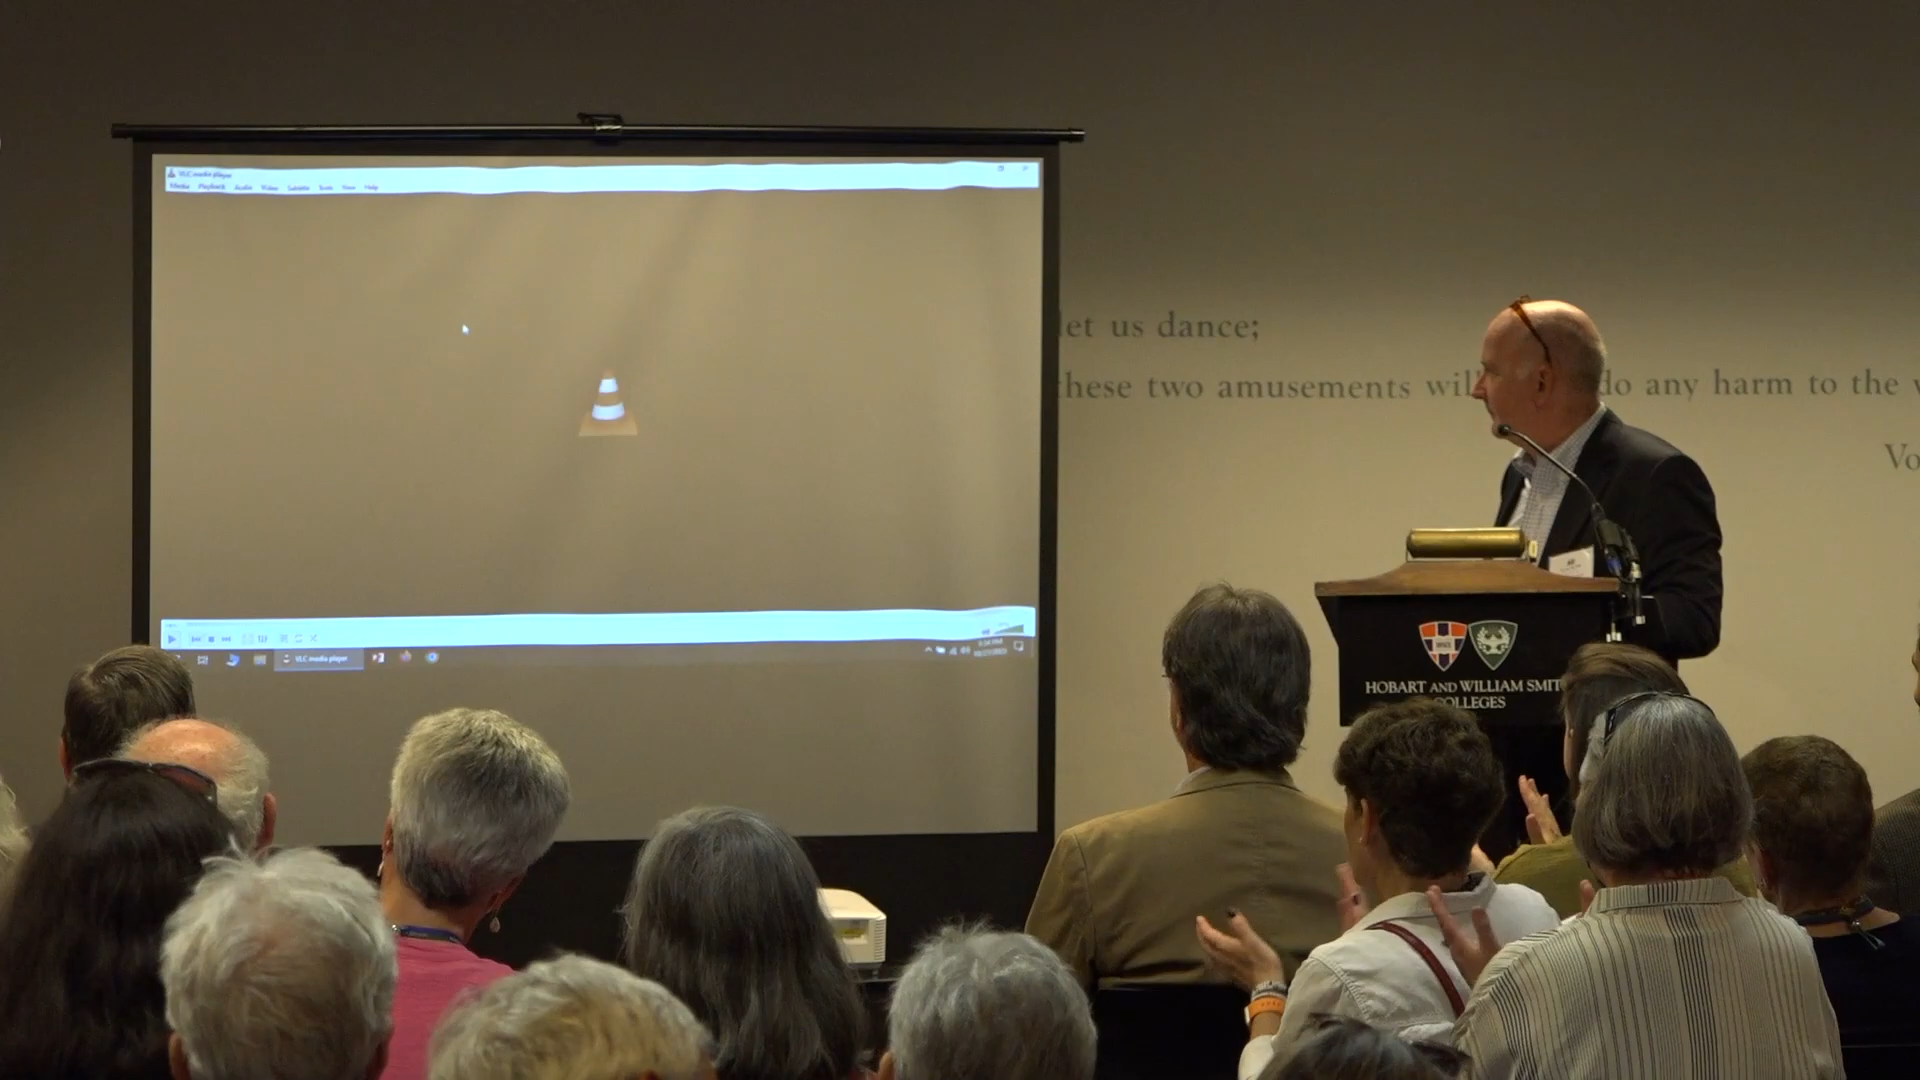 VLC media player
Media Playback Audio Video Subtitle Tools View Help
let us dance;
these two amusements will do any harm to the
Vo
VLC media player
HOBART AND WILLIAM SMIT
COLLEGES